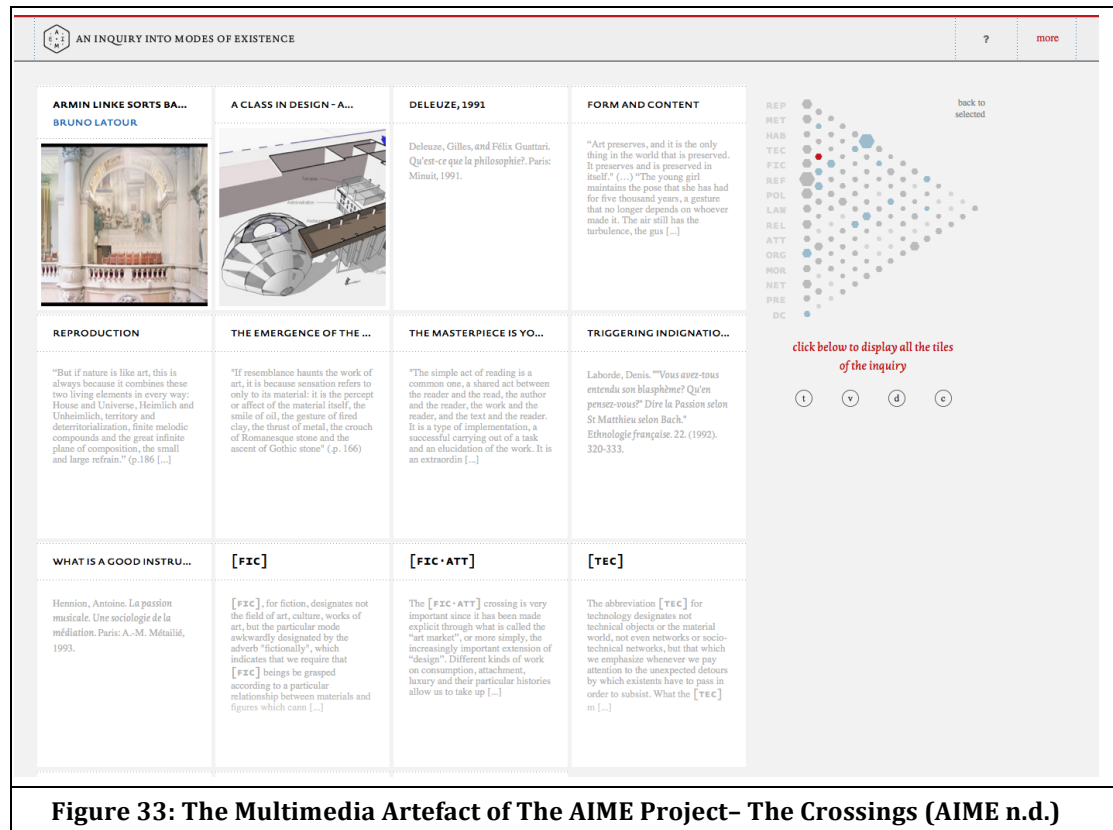 AN INQUIRY INTO MODES OF EXISTENCE
?
more
ARMIN LINKE SORTS BA...
BRUNO LATOUR
A CLASS IN DESIGN - A...
DELEUZE, 1991
Deleuze, Gilles, and Félix Guattari.
Qu'est-ce que la philosophie?. Paris:
Minuit, 1991.
FORM AND CONTENT
“Art preserves, and it is the only
thing in the world that is preserved.
It preserves and is preserved in
itself." (…) “The young girl
maintains the pose that she has had
for five thousand years, a gesture
that no longer depends on whoever
made it. The air still has the
turbulence, the gus [...]
REPRODUCTION
“But if nature is like art, this is
always because it combines these
two living elements in every way:
House and Universe, Heimlich and
Unheimlich, territory and
deterritorialization, finite melodic
compounds and the great infinite
plane of composition, the small
and large refrain.” (p.186 [...]
THE EMERGENCE OF THE ...
"If resemblance haunts the work of
art, it is because sensation refers to
only to its material: it is the percept
or affect of the material itself, the
smile of oil, the gesture of fired
clay, the thrust of metal, the crouch
of Romanesque stone and the
ascent of Gothic stone" (.p. 166)
THE MASTERPIECE IS YO...
"The simple act of reading is a
common one, a shared act between
the reader and the read, the author
and the reader, the work and the
reader, and the text and the reader.
It is a type of implementation, a
successful carrying out of a task
and an elucidation of the work. It is
an extraordin [...]
TRIGGERING INDIGNATIO...
Laborde, Denis. ""Vous avez-tous
entendu son blasphème? Qu'en
pensez-vous?" Dire la Passion selon
St Matthieu selon Bach."
Ethnologie française. 22. (1992).
320-333.
WHAT IS A GOOD INSTRU...
Hennion, Antoine. La passion
musicale. Une sociologie de la
médiation. Paris: A.-M. Métailié,
1993.
[FIC]
[FIC], for fiction, designates not
the field of art, culture, works of
art, but the particular mode
awkwardly designated by the
adverb "fictionally", which
indicates that we require that
[FIC] beings be grasped
according to a particular
relationship between materials and
figures which cann [...]
[FIC·ATT]
The [FIC·ATT] crossing is very
important since it has been made
explicit through what is called the
“art market”, or more simply, the
increasingly important extension of
“design”. Different kinds of work
on consumption, attachment,
luxury and their particular histories
allow us to take up [...]
[TEC]
The abbreviation [TEC] for
technology designates not
technical objects or the material
world, not even networks or socio-
technical networks, but that which
we emphasize whenever we pay
attention to the unexpected detours
by which existents have to pass in
order to subsist. What the [TEC]
m [...]
REP
MET
HAB
TEC
FIC
REF
POL
LAW
REL
ATT
ORG
MOR
NET
PRE
DC
back to
selected
click below to display all the tiles
of the inquiry
t
v
d
c
Figure 33: The Multimedia Artefact of The AIME Project– The Crossings (AIME n.d.)